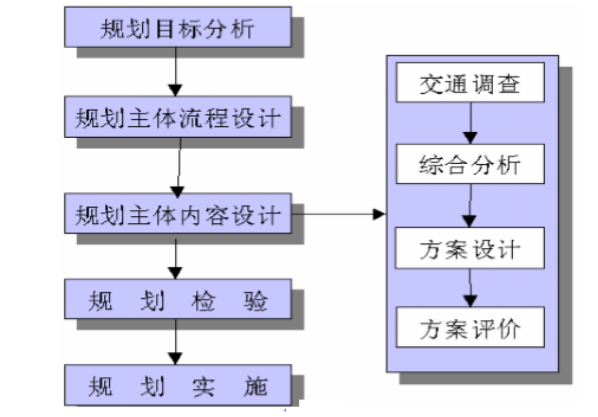 规划目标分析
规划主体流程设计
规划主体内容设计
规划检验
规划实施
交通调查
综合分析
方案设计
方案评价